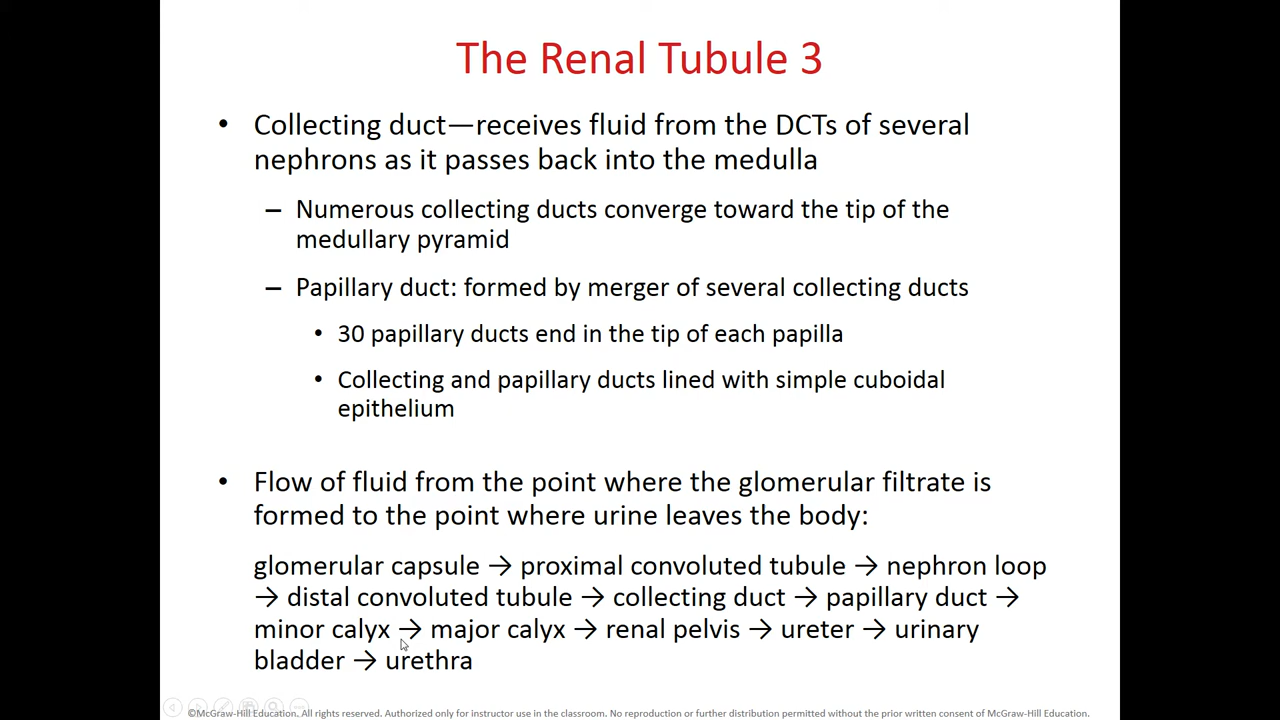 The Renal Tubule 3
• Collecting duct—receives fluid from the DCTs of several
nephrons as it passes back into the medulla
– Numerous collecting ducts converge toward the tip of the
medullary pyramid
– Papillary duct: formed by merger of several collecting ducts
• 30 papillary ducts end in the tip of each papilla
• Collecting and papillary ducts lined with simple cuboidal
epithelium
• Flow of fluid from the point where the glomerular filtrate is
formed to the point where urine leaves the body:
glomerular capsule → proximal convoluted tubule → nephron loop
→ distal convoluted tubule → collecting duct → papillary duct →
minor calyx → major calyx → renal pelvis → ureter → urinary
bladder → urethra
©McGraw-Hill Education. All rights reserved. Authorized only for instructor use in the classroom. No reproduction or further distribution permitted without the prior written consent of McGraw-Hill Education.